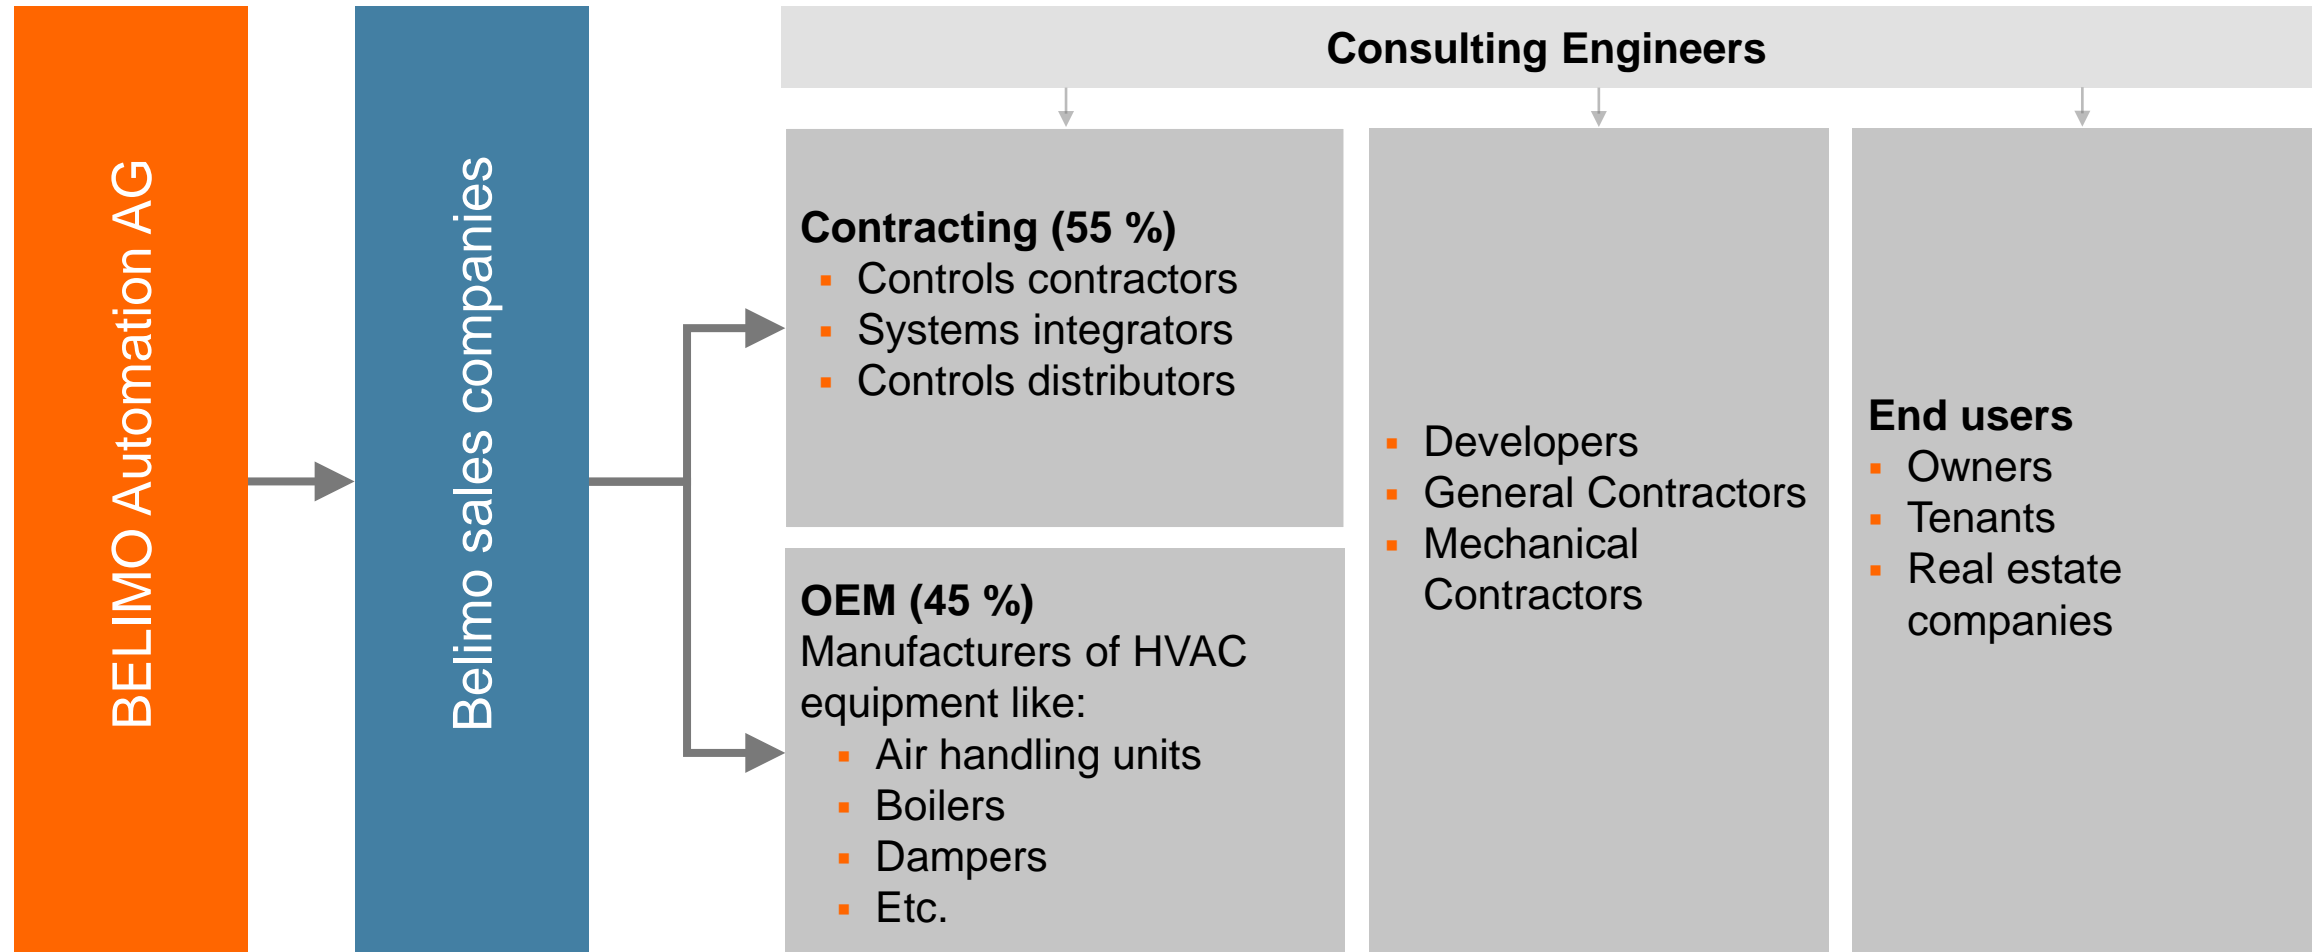 BELIMO Automation AG
Belimo sales companies
Consulting Engineers
Contracting (55 %)
▪ Controls contractors
▪ Systems integrators
▪ Controls distributors
OEM (45 %)
Manufacturers of HVAC
equipment like:
▪ Air handling units
▪ Boilers
▪ Dampers
▪ Etc.
▪ Developers
▪ General Contractors
▪ Mechanical
Contractors
End users
▪ Owners
▪ Tenants
▪ Real estate
companies